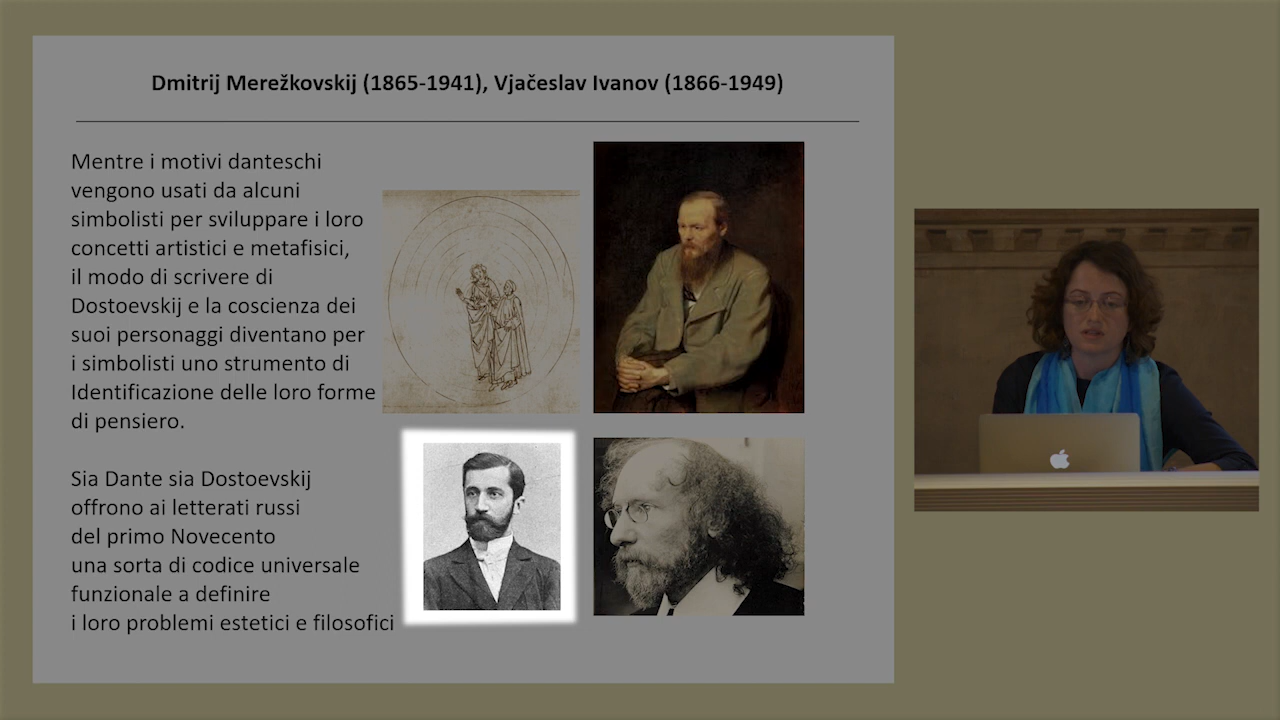 Dmitrij Merežkovskij (1865-1941), Vjačeslav Ivanov (1866-1949)
Mentre i motivi danteschi
vengono usati da alcuni
simbolisti per sviluppare i loro
concetti artistici e metafisici,
il modo di scrivere di
Dostoevskij e la coscienza dei
suoi personaggi diventano per
i simbolisti uno strumento di
Identificazione delle loro forme
di pensiero.
Sia Dante sia Dostoevskij
offrono ai letterati russi
del primo Novecento
una sorta di codice universale
funzionale a definire
i loro problemi estetici e filosofici